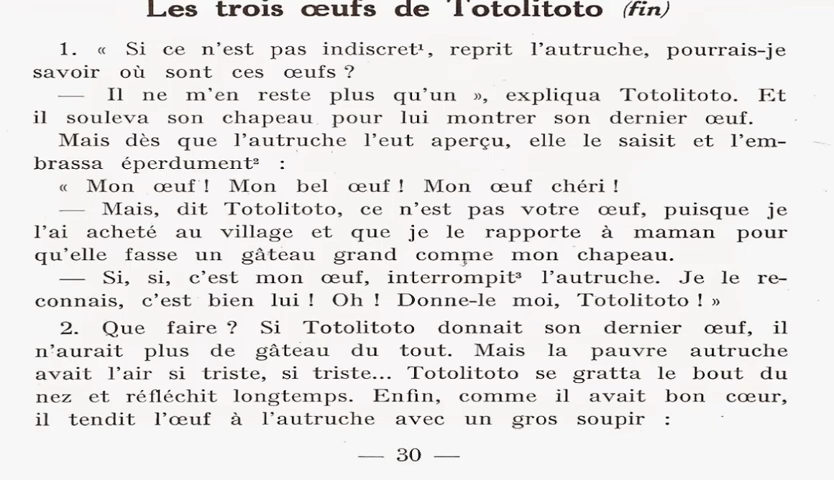 Les trois œufs de Totolitoto (fin)
1. « Si ce n'est pas indiscret¹, reprit l'autruche, pourrais-je
savoir où sont ces œufs ?
— Il ne m'en reste plus qu'un », expliqua Totolitoto. Et
il souleva son chapeau pour lui montrer son dernier œuf.
Mais dès que l'autruche l'eut aperçu, elle le saisit et l'em-
brassa éperdument² :
« Mon œuf ! Mon bel œuf ! Mon œuf chéri !
— Mais, dit Totolitoto, ce n'est pas votre œuf, puisque je
l'ai acheté au village et que je le rapporte à maman pour
qu'elle fasse un gâteau grand comme mon chapeau.
— Si, si, c'est mon œuf, interrompit³ l'autruche. Je le re-
connais, c'est bien lui ! Oh ! Donne-le moi, Totolitoto ! »
2. Que faire ? Si Totolitoto donnait son dernier œuf, il
n'aurait plus de gâteau du tout. Mais la pauvre autruche
avait l'air si triste, si triste... Totolitoto se gratta le bout du
nez et réfléchit longtemps. Enfin, comme il avait bon cœur,
il tendit l'œuf à l'autruche avec un gros soupir :
— 30 —